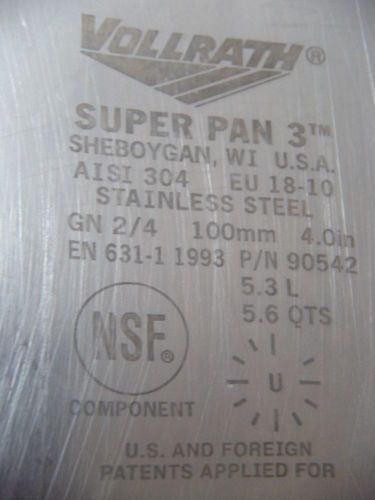 VOLLRATH®
SUPER PAN 3™
SHEBOYGAN, WI U.S.A.
AISI 304 EU 18-10
STAINLESS STEEL
GN 2/4 100mm 4.0in
EN 631-1 1993 P/N 90542
5.3 L
5.6 QTS
NSF®
COMPONENT
U
U.S. AND FOREIGN
PATENTS APPLIED FOR